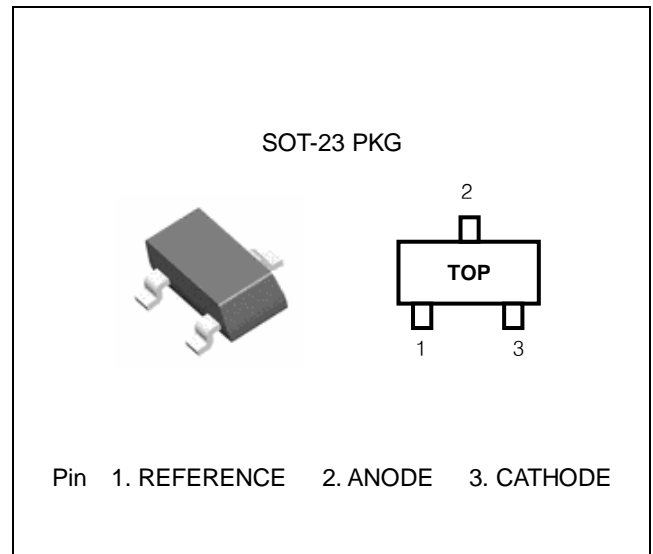 SOT-23 PKG
2
TOP
1 3
Pin 1. REFERENCE 2. ANODE 3. CATHODE